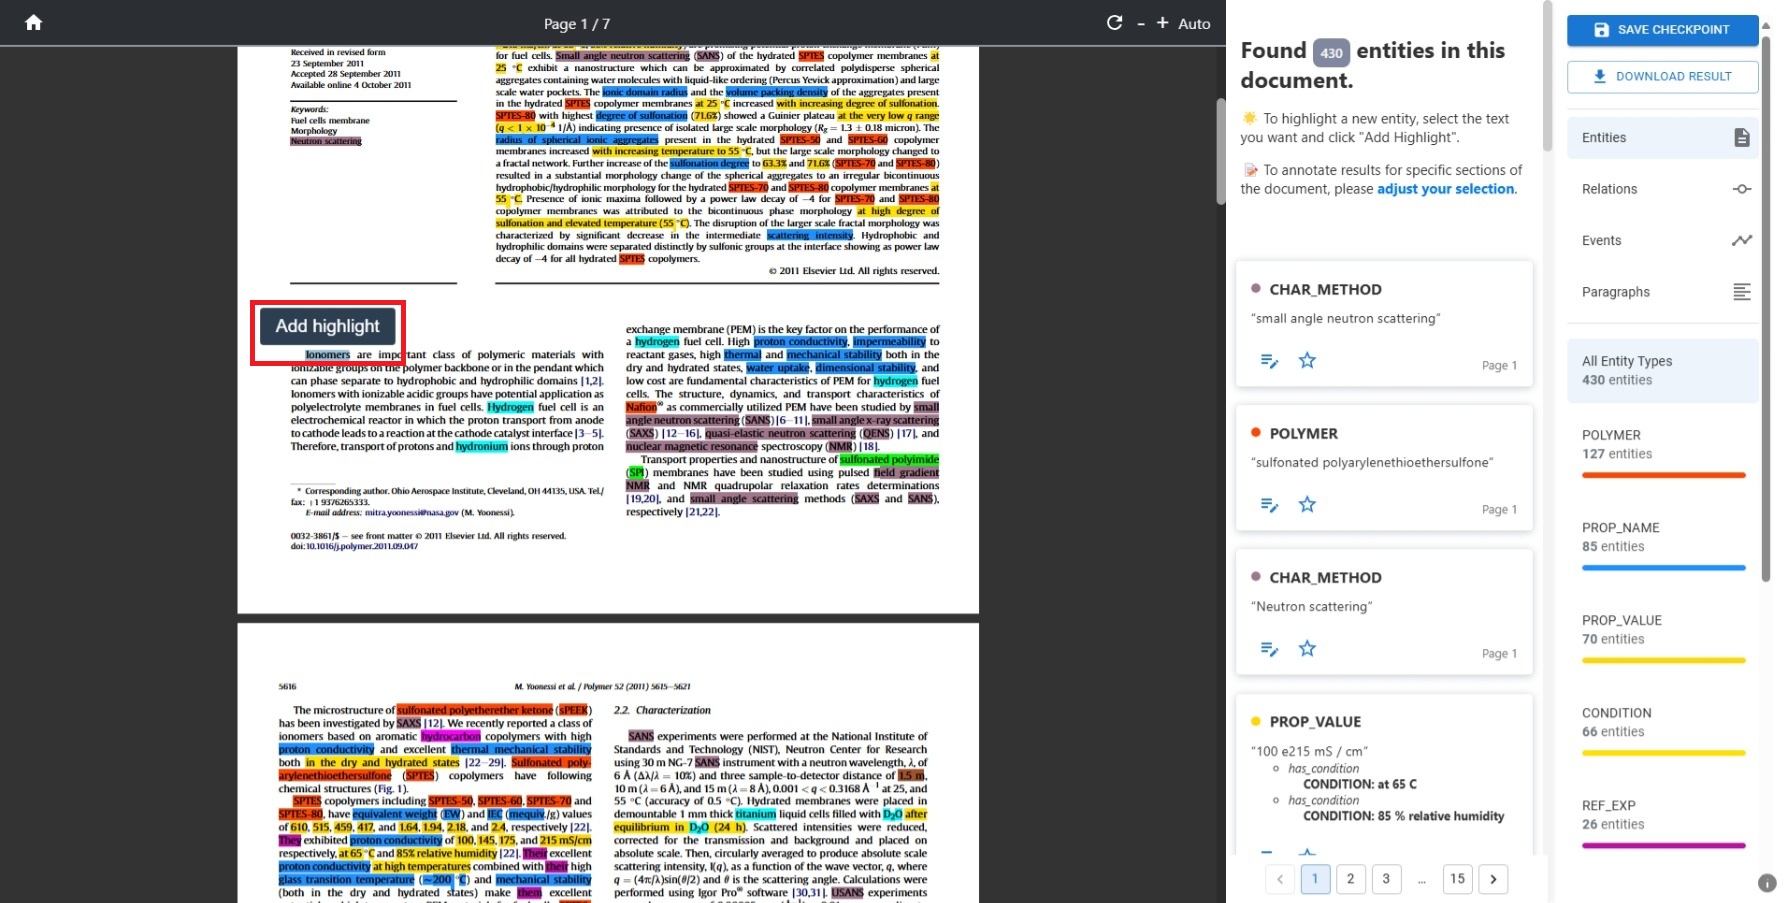 Page 1 / 7
- + Auto
Received in revised form
23 September 2011
Accepted 28 September 2011
Available online 4 October 2011
Keywords:
Fuel cells membrane
Morphology
Neutron scattering
for fuel cells. Small angle neutron scattering (SANS) of the hydrated SPTES copolymer membranes at
25 °C exhibit a nanostructure which can be approximated by correlated polydisperse spherical
aggregates containing water molecules with liquid-like ordering (Percus Yevick approximation) and large
scale water pockets. The ionic domain radius and the volume packing density of the aggregates present
in the hydrated SPTES copolymer membranes at 25 °C increased with increasing degree of sulfonation.
SPTES-80 with highest degree of sulfonation (71.6%) showed a Guinier plateau at the very low q range
(q < 1 × 10⁻⁴ 1/Å) indicating presence of isolated large scale morphology (Rg = 1.3 ± 0.18 micron). The
radius of spherical ionic aggregates present in the hydrated SPTES-50 and SPTES-60 copolymer
membranes increased with increasing temperature to 55 °C, but the large scale morphology changed to
a fractal network. Further increase of the sulfonation degree to 63.3% and 71.6% (SPTES-70 and SPTES-80)
resulted in a substantial morphology change of the spherical aggregates to an irregular bicontinuous
hydrophobic/hydrophilic morphology for the hydrated SPTES-70 and SPTES-80 copolymer membranes at
55 °C. Presence of ionic maxima followed by a power law decay of −4 for SPTES-70 and SPTES-80
copolymer membranes was attributed to the bicontinuous phase morphology at high degree of
sulfonation and elevated temperature (55 °C). The disruption of the larger scale fractal morphology was
characterized by significant decrease in the intermediate scattering intensity. Hydrophobic and
hydrophilic domains were separated distinctly by sulfonic groups at the interface showing as power law
decay of −4 for all hydrated SPTES copolymers.
© 2011 Elsevier Ltd. All rights reserved.
Add highlight
Ionomers are important class of polymeric materials with
ionizable groups on the polymer backbone or in the pendant which
can phase separate to hydrophobic and hydrophilic domains [1,2].
Ionomers with ionizable acidic groups have potential application as
polyelectrolyte membranes in fuel cells. Hydrogen fuel cell is an
electrochemical reactor in which the proton transport from anode
to cathode leads to a reaction at the cathode catalyst interface [3–5].
Therefore, transport of protons and hydronium ions through proton
* Corresponding author. Ohio Aerospace Institute, Cleveland, OH 44135, USA. Tel./
fax: +1 9376265333.
E-mail address: mitra.yoonessi@nasa.gov (M. Yoonessi).
0032-3861/$ – see front matter © 2011 Elsevier Ltd. All rights reserved.
doi:10.1016/j.polymer.2011.09.047
exchange membrane (PEM) is the key factor on the performance of
a hydrogen fuel cell. High proton conductivity, impermeability to
reactant gases, high thermal and mechanical stability both in the
dry and hydrated states, water uptake, dimensional stability, and
low cost are fundamental characteristics of PEM for hydrogen fuel
cells. The structure, dynamics, and transport characteristics of
Nafion® as commercially utilized PEM have been studied by small
angle neutron scattering (SANS) [6–11], small angle x-ray scattering
(SAXS) [12–16], quasi-elastic neutron scattering (QENS) [17], and
nuclear magnetic resonance spectroscopy (NMR) [18].
Transport properties and nanostructure of sulfonated polyimide
(SPI) membranes have been studied using pulsed field gradient
NMR and NMR quadrupolar relaxation rates determinations
[19,20], and small angle scattering methods (SAXS and SANS),
respectively [21,22].
5616
M. Yoonessi et al. / Polymer 52 (2011) 5615–5621
The microstructure of sulfonated polyetherether ketone (sPEEK)
has been investigated by SAXS [12]. We recently reported a class of
ionomers based on aromatic hydrocarbon copolymers with high
proton conductivity and excellent thermal mechanical stability
both in the dry and hydrated states [22–29]. Sulfonated poly-
arylenethioethersulfone (SPTES) copolymers have following
chemical structures (Fig. 1).
SPTES copolymers including SPTES-50, SPTES-60, SPTES-70 and
SPTES-80, have equivalent weight (EW) and IEC (mequiv./g) values
of 610, 515, 459, 417, and 1.64, 1.94, 2.18, and 2.4, respectively [22].
They exhibited proton conductivity of 100, 145, 175, and 215 mS/cm
respectively, at 65 °C and 85% relative humidity [22]. Their excellent
proton conductivity at high temperatures combined with their high
glass transition temperature (~200 °C) and mechanical stability
(both in the dry and hydrated states) make them excellent
2.2. Characterization
SANS experiments were performed at the National Institute of
Standards and Technology (NIST), Neutron Center for Research
using 30 m NG-7 SANS instrument with a neutron wavelength, λ, of
6 Å (Δλ/λ = 10%) and three sample-to-detector distance of 1.5 m,
10 m (λ = 6 Å), and 15 m (λ = 8 Å), 0.001 < q < 0.3168 Å⁻¹ at 25, and
55 °C (accuracy of 0.5 °C). Hydrated membranes were placed in
demountable 1 mm thick titanium liquid cells filled with D₂O after
equilibrium in D₂O (24 h). Scattered intensities were reduced,
corrected for the transmission and background and placed on
absolute scale. Then, circularly averaged to produce absolute scale
scattering intensity, I(q), as a function of the wave vector, q, where
q = (4π/λ)sin(θ/2) and θ is the scattering angle. Calculations were
performed using Igor Pro® software [30,31]. USANS experiments
Found 430 entities in this
document.
To highlight a new entity, select the text
you want and click "Add Highlight".
To annotate results for specific sections of
the document, please adjust your selection.
CHAR_METHOD
“small angle neutron scattering”
Page 1
POLYMER
“sulfonated polyarylenethioethersulfone”
Page 1
CHAR_METHOD
“Neutron scattering”
Page 1
PROP_VALUE
“100 e215 mS / cm”
has_condition
CONDITION: at 65 C
has_condition
CONDITION: 85 % relative humidity
< 1 2 3 ... 15 >
SAVE CHECKPOINT
DOWNLOAD RESULT
Entities
Relations
Events
Paragraphs
All Entity Types
430 entities
POLYMER
127 entities
PROP_NAME
85 entities
PROP_VALUE
70 entities
CONDITION
66 entities
REF_EXP
26 entities